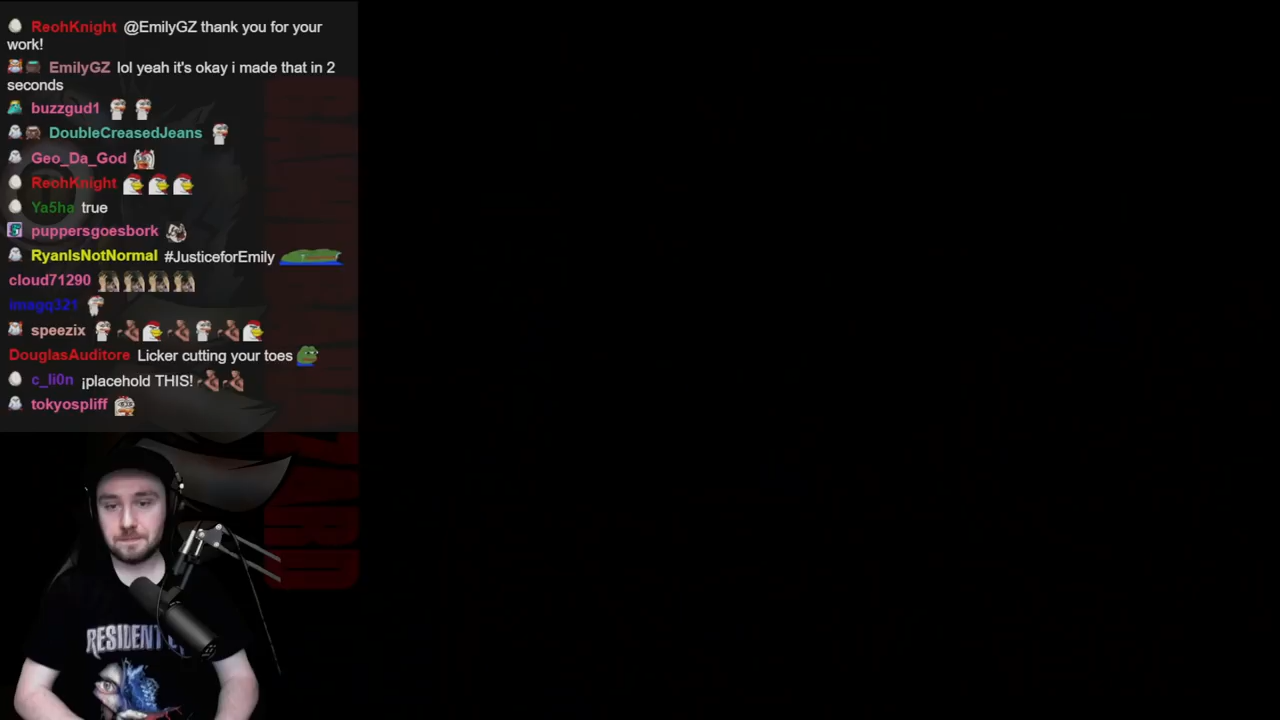 ReohKnight @EmilyGZ thank you for your
work!
EmilyGZ lol yeah it's okay i made that in 2
seconds
buzzgud1
DoubleCreasedJeans
Geo_Da_God
ReohKnight
Ya5ha true
puppersgoesbork
RyanIsNotNormal #JusticeforEmily
cloud71290
imagq321
speezix
DouglasAuditore Licker cutting your toes
c_li0n ¡placehold THIS!
tokyospliff
ZARD
RESIDENT